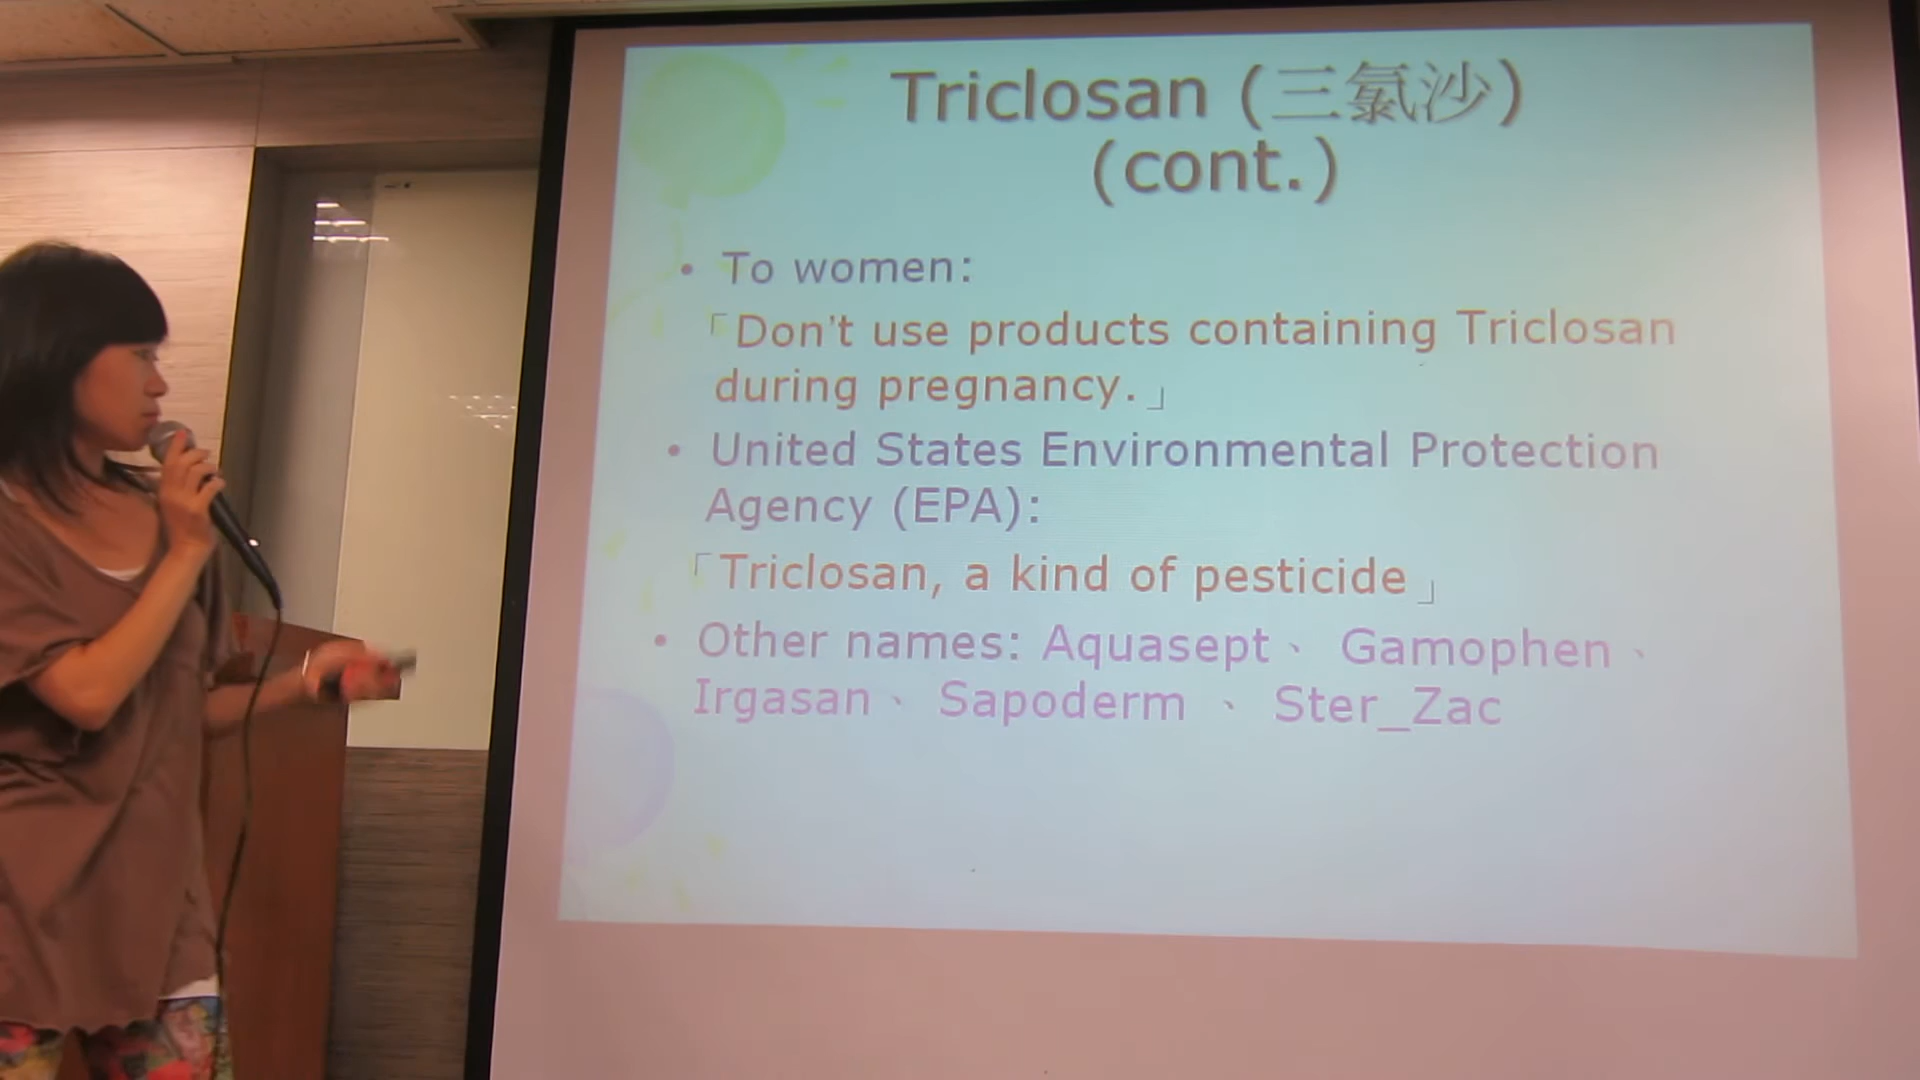 Triclosan (三氯沙)
(cont.)
• To women:
「Don't use products containing Triclosan
during pregnancy.」
• United States Environmental Protection
Agency (EPA):
「Triclosan, a kind of pesticide」
• Other names: Aquasept、 Gamophen、
Irgasan、 Sapoderm 、 Ster_Zac